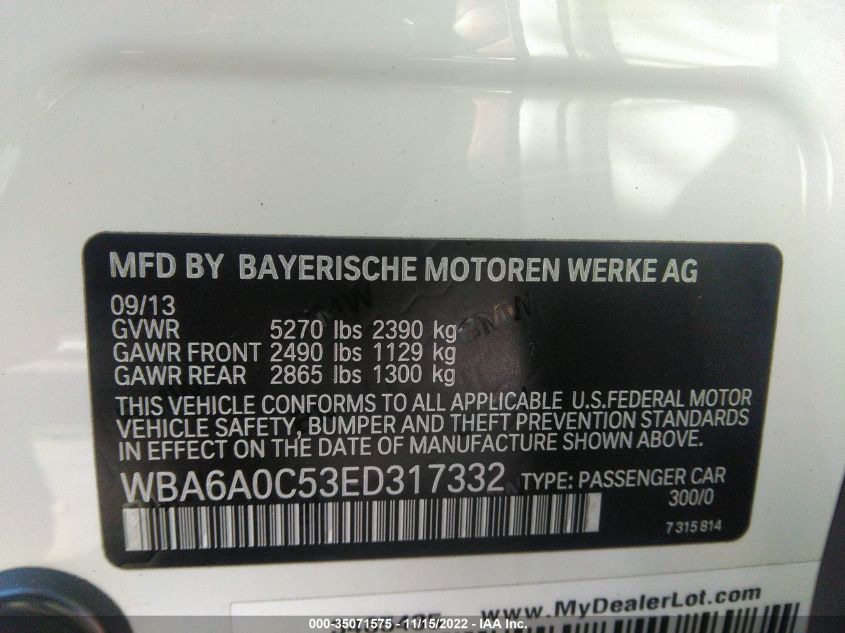 MFD BY BAYERISCHE MOTOREN WERKE AG
09/13
GVWR 5270 lbs 2390 kg
GAWR FRONT 2490 lbs 1129 kg
GAWR REAR 2865 lbs 1300 kg
THIS VEHICLE CONFORMS TO ALL APPLICABLE U.S.FEDERAL MOTOR
VEHICLE SAFETY, BUMPER AND THEFT PREVENTION STANDARDS
IN EFFECT ON THE DATE OF MANUFACTURE SHOWN ABOVE.
WBA6A0C53ED317332 TYPE: PASSENGER CAR
300/0
7315814
www.MyDealerLot.com
000-35071575 - 11/15/2022 - IAA Inc.